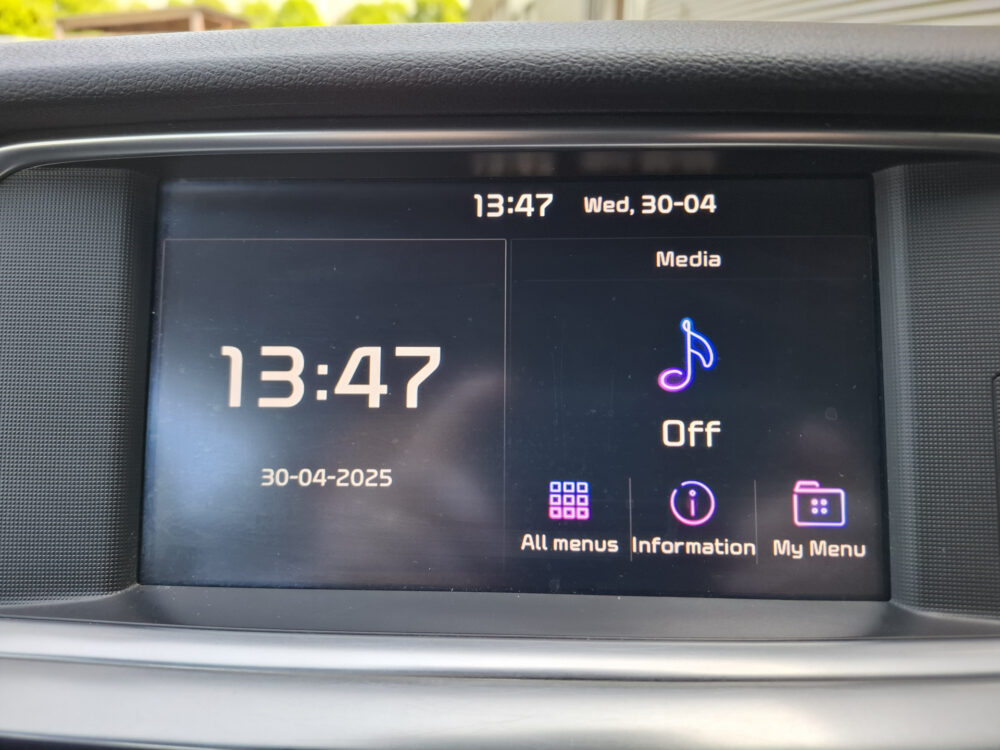 13:47 Wed, 30-04
13:47
30-04-2025
Media
Off
All menus
Information
My Menu